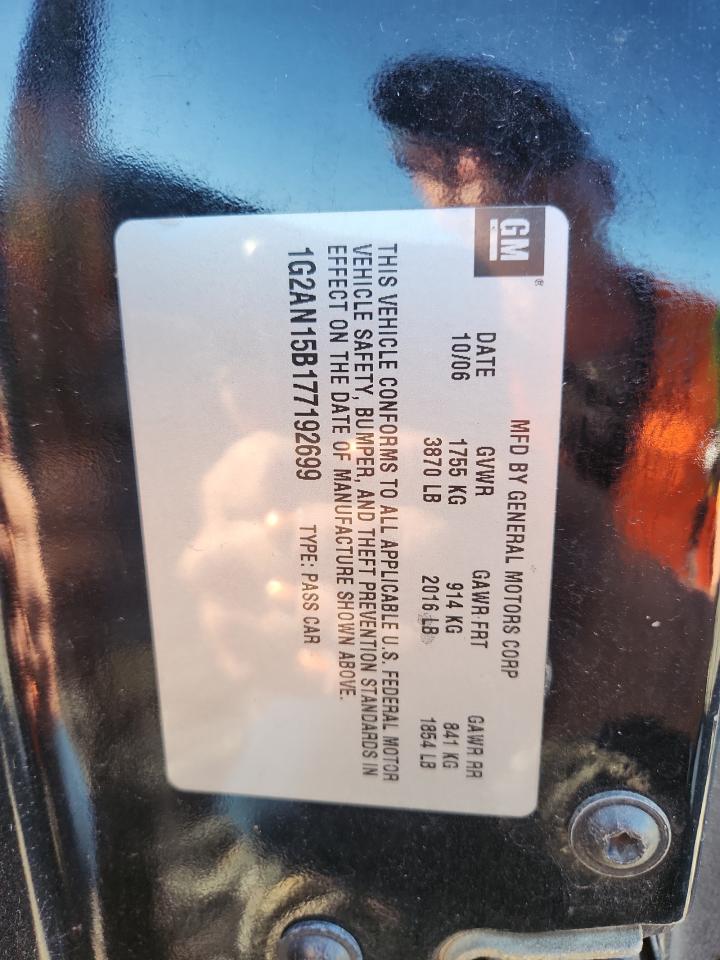 GM
MFD BY GENERAL MOTORS CORP
DATE GVWR GAWR FRT GAWR RR
10/06 1755 KG 914 KG 841 KG
3870 LB 2016 LB 1854 LB
THIS VEHICLE CONFORMS TO ALL APPLICABLE U.S. FEDERAL MOTOR
VEHICLE SAFETY, BUMPER, AND THEFT PREVENTION STANDARDS IN
EFFECT ON THE DATE OF MANUFACTURE SHOWN ABOVE.
1G2AN15B177192699 TYPE: PASS CAR